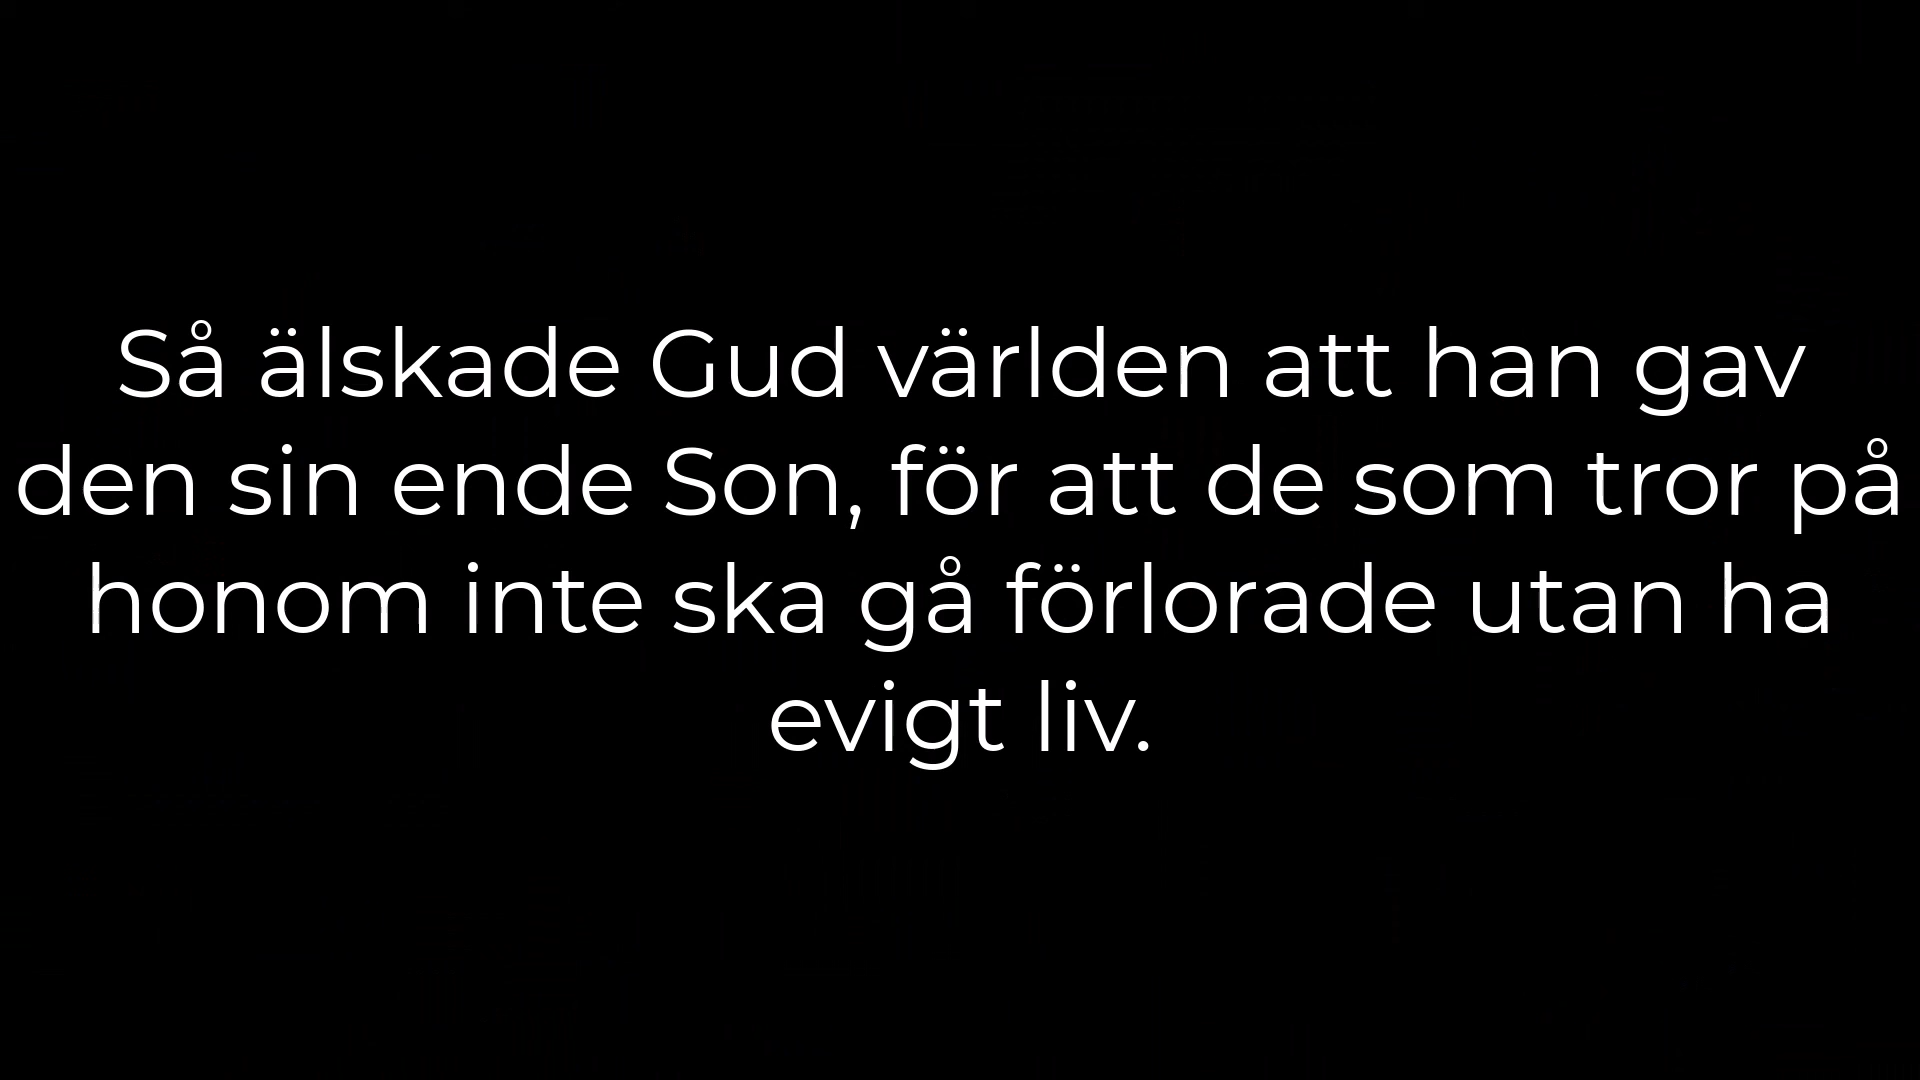 Så älskade Gud världen att han gav
den sin ende Son, för att de som tror på
honom inte ska gå förlorade utan ha
evigt liv.